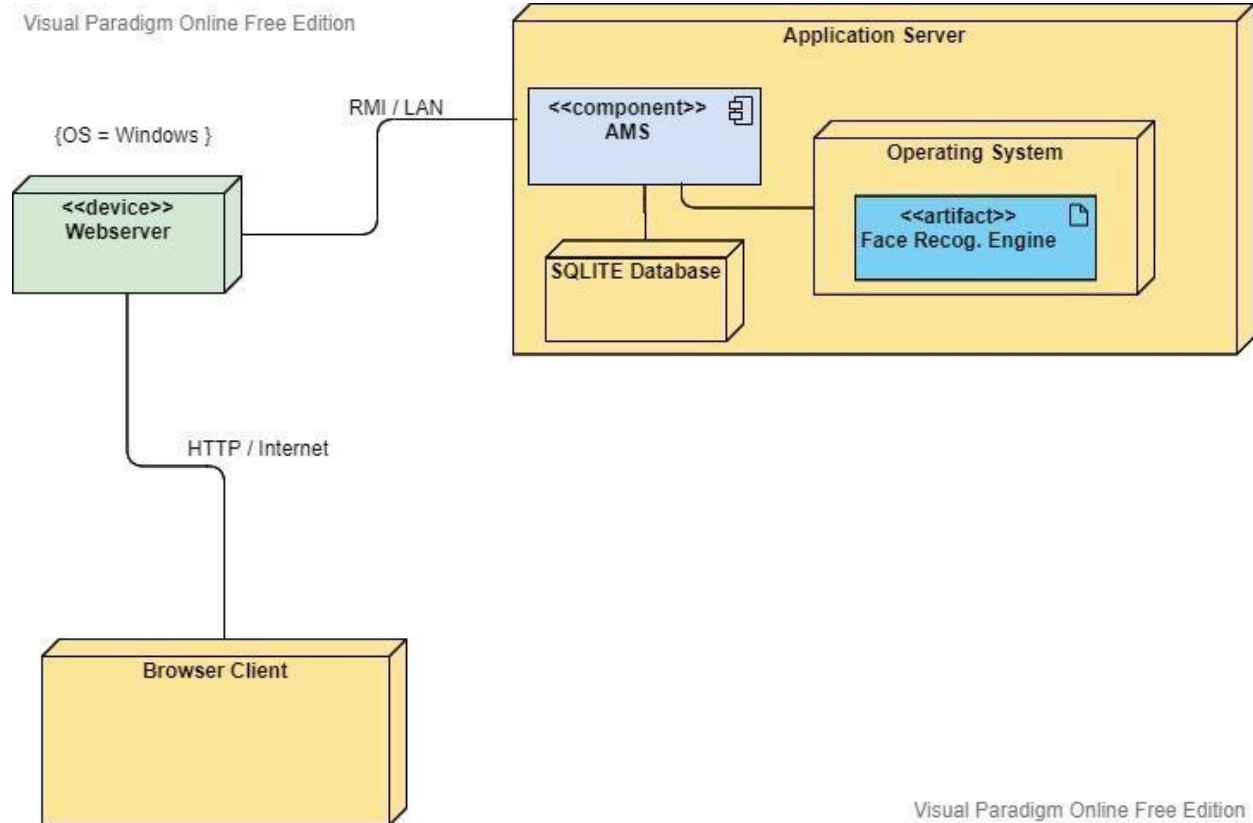 Visual Paradigm Online Free Edition
Application Server
RMI / LAN
<<component>>
AMS
{OS = Windows }
Operating System
<<device>>
Webserver
<<artifact>>
Face Recog. Engine
SQLITE Database
HTTP / Internet
Browser Client
Visual Paradigm Online Free Edition